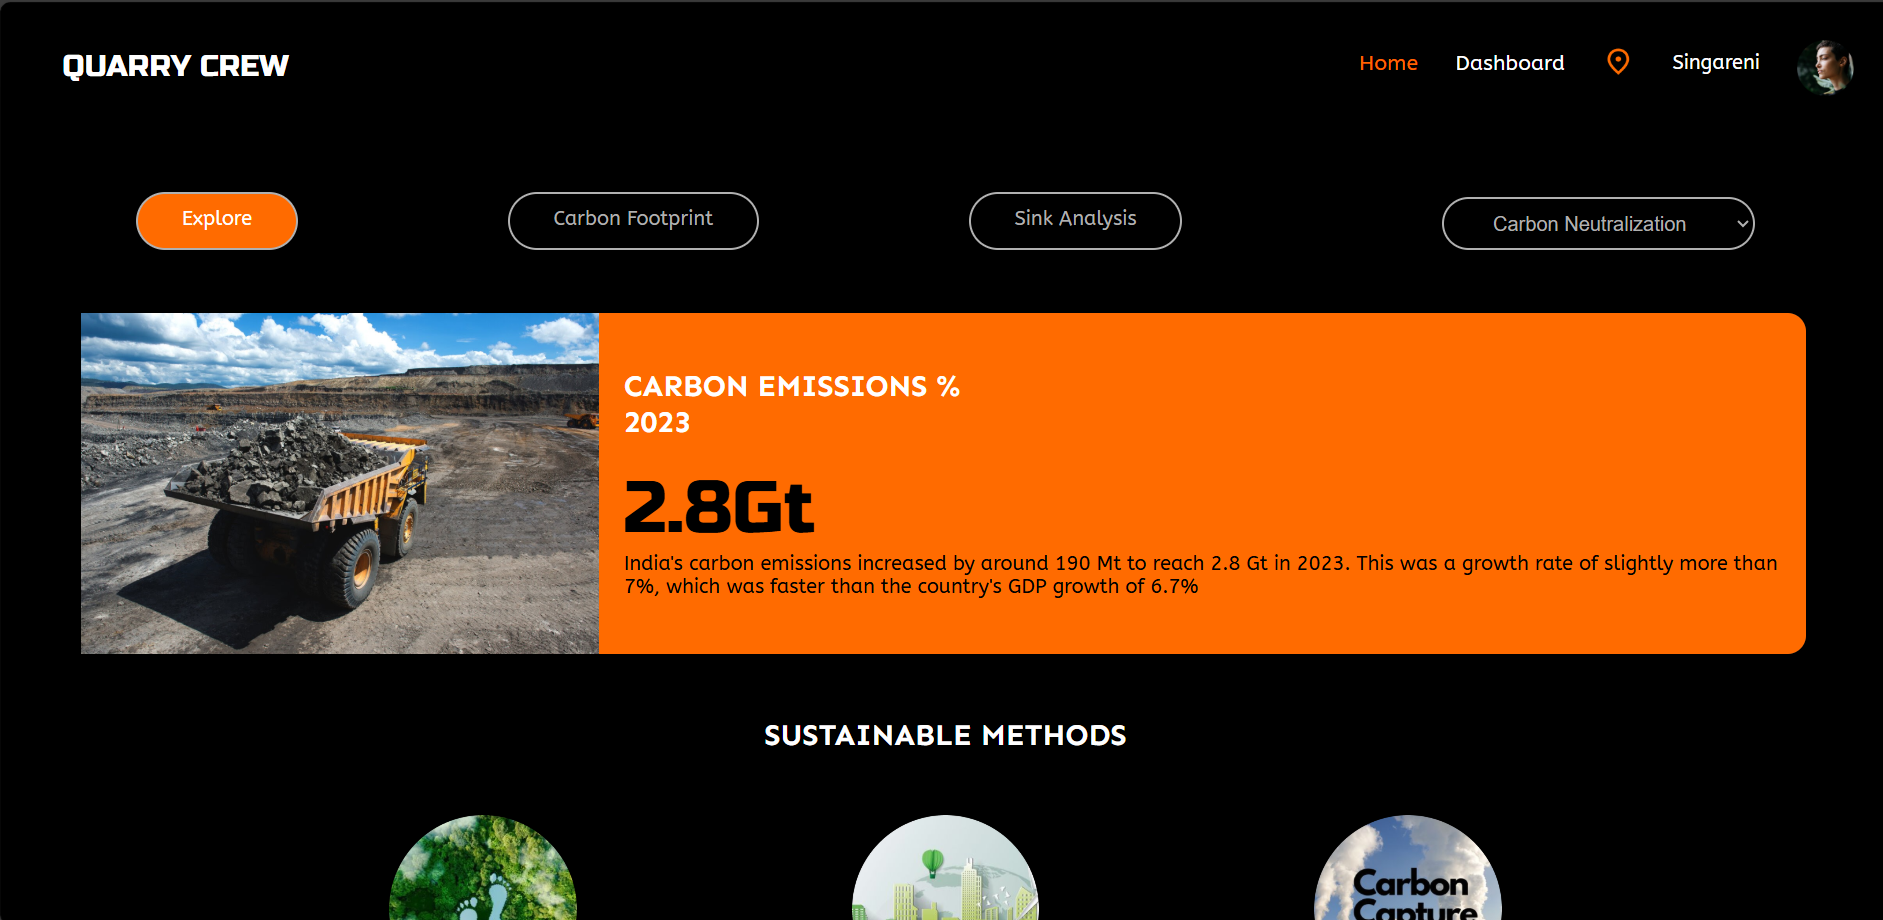 QUARRY CREW
Home
Dashboard
Singareni
Explore
Carbon Footprint
Sink Analysis
Carbon Neutralization
CARBON EMISSIONS %
2023
2.8Gt
India's carbon emissions increased by around 190 Mt to reach 2.8 Gt in 2023. This was a growth rate of slightly more than
7%, which was faster than the country's GDP growth of 6.7%
SUSTAINABLE METHODS
Carbon
Capture